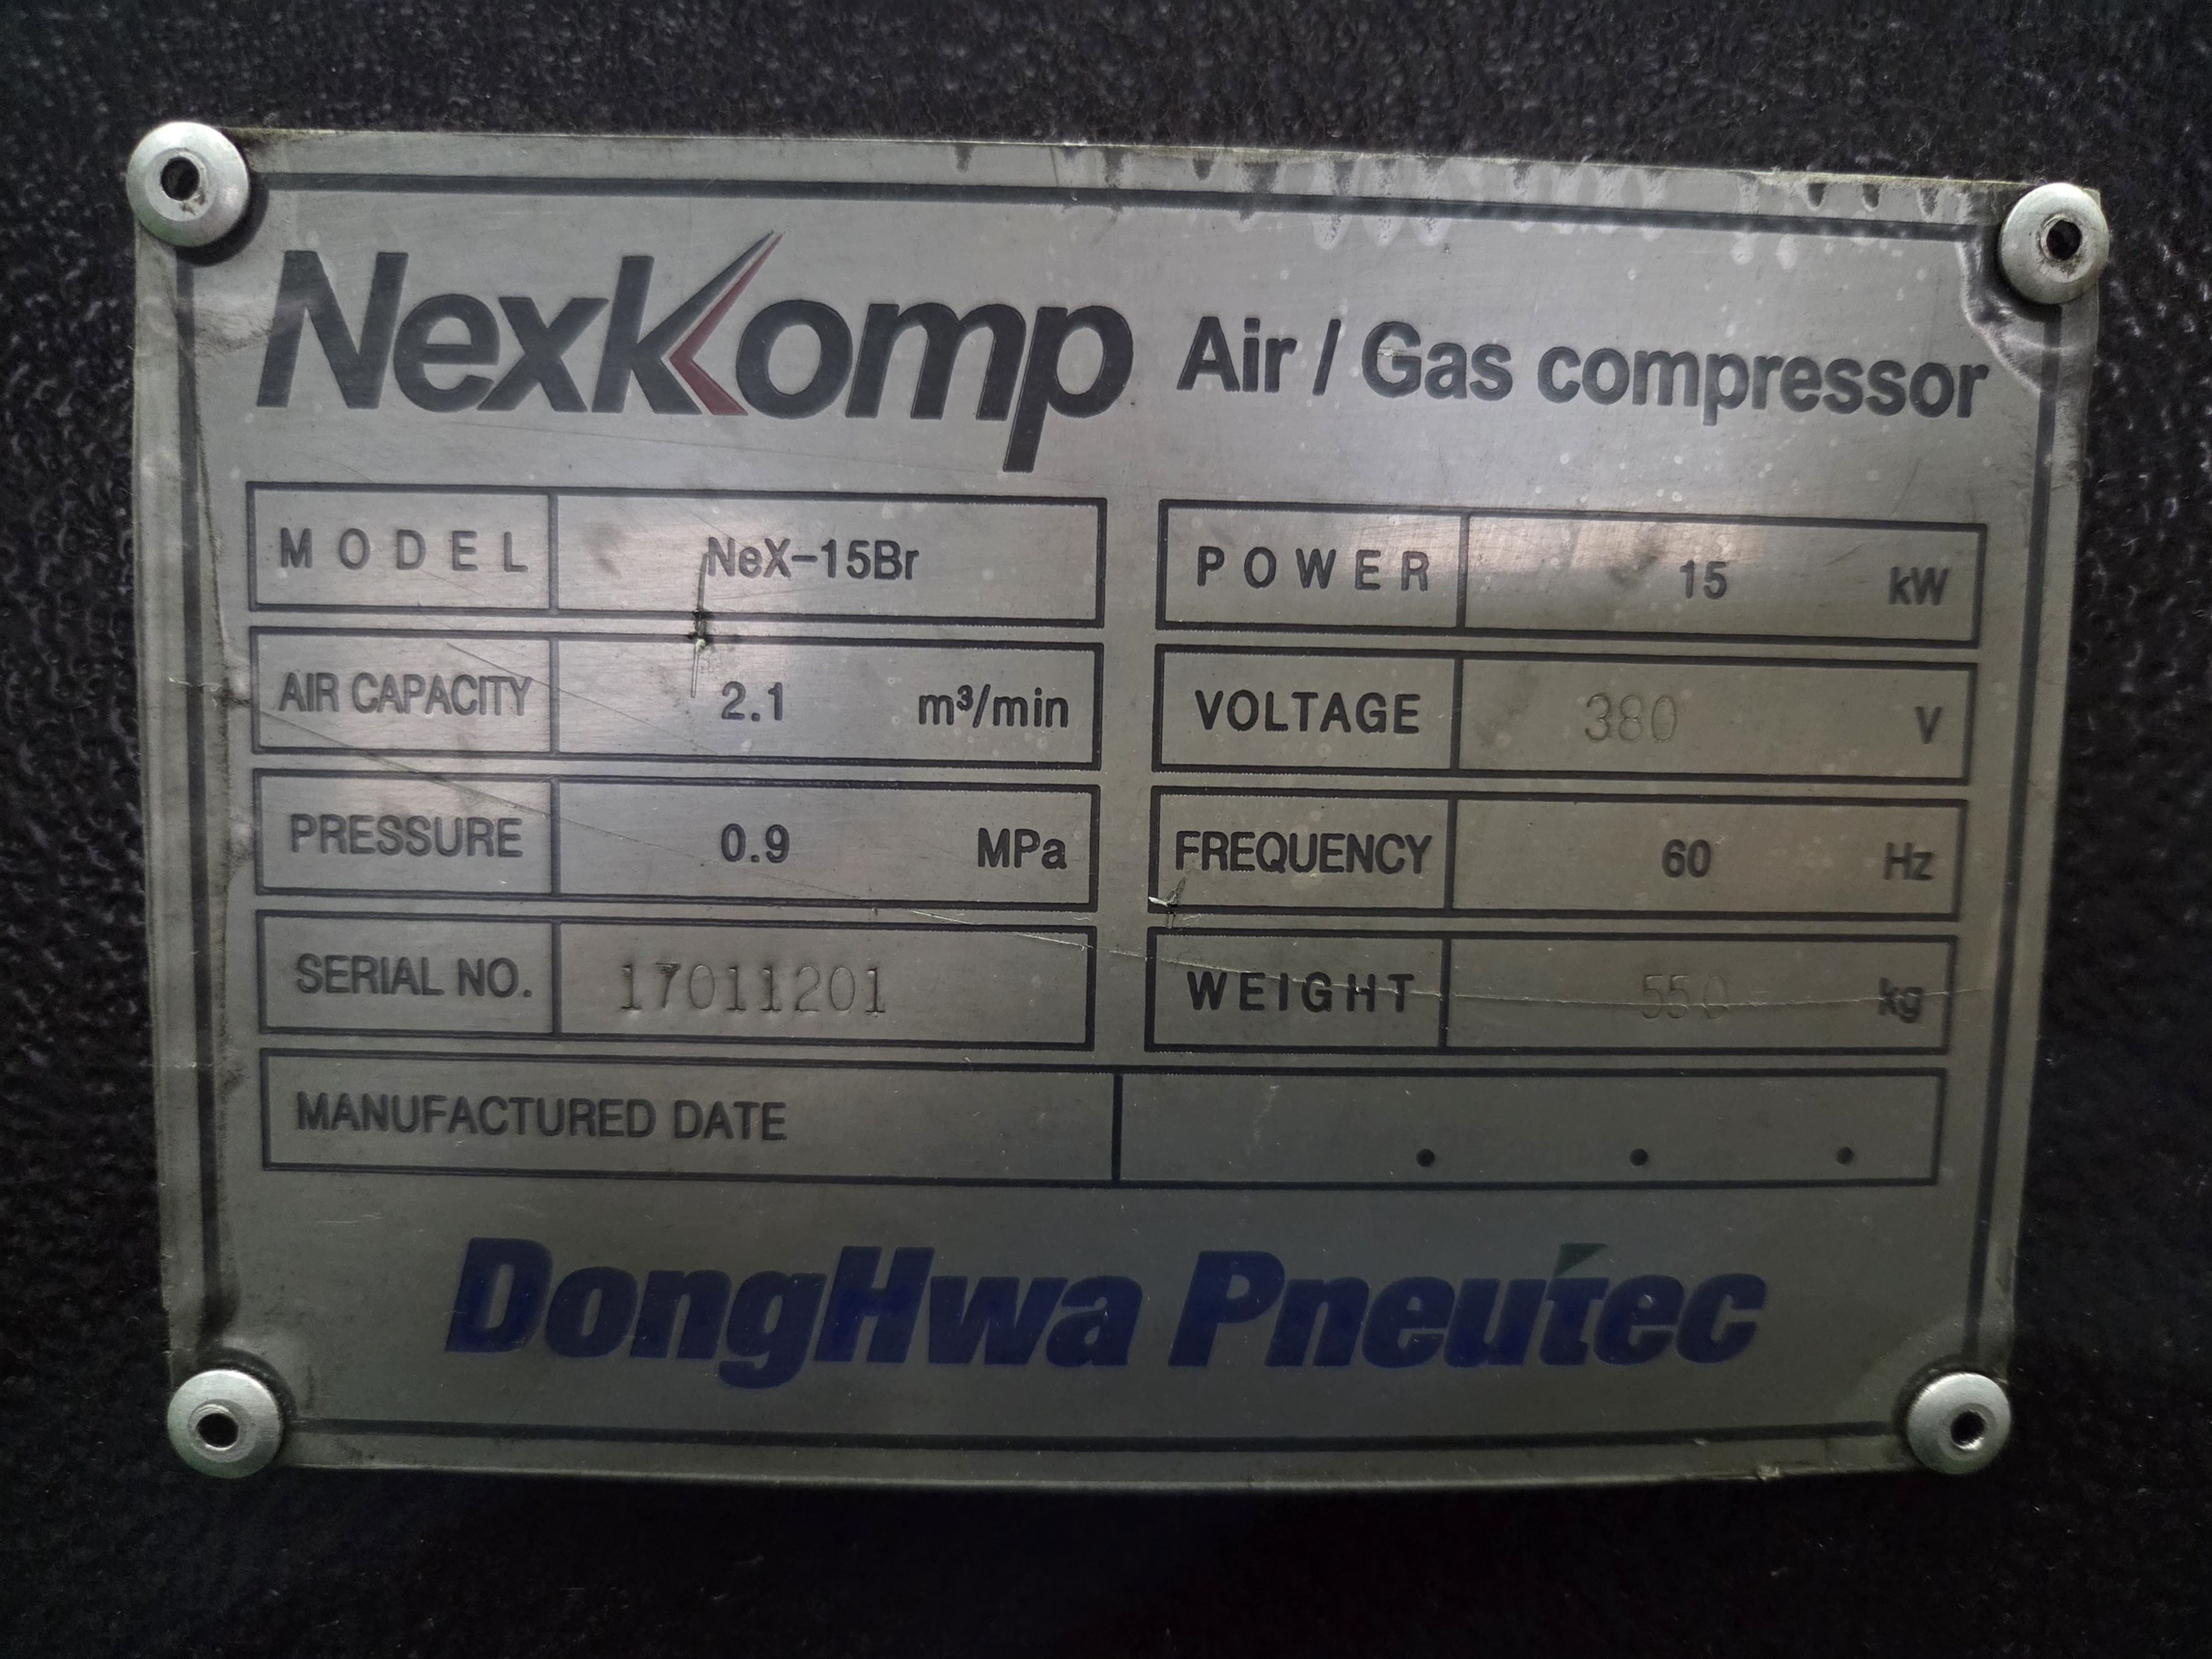 NexKomp Air / Gas compressor
MODEL NeX-15Br POWER 15 kW
AIR CAPACITY 2.1 m³/min VOLTAGE 380 V
PRESSURE 0.9 MPa FREQUENCY 60 Hz
SERIAL NO. 17011201 WEIGHT 550 kg
MANUFACTURED DATE . . .
DongHwa Pneutec